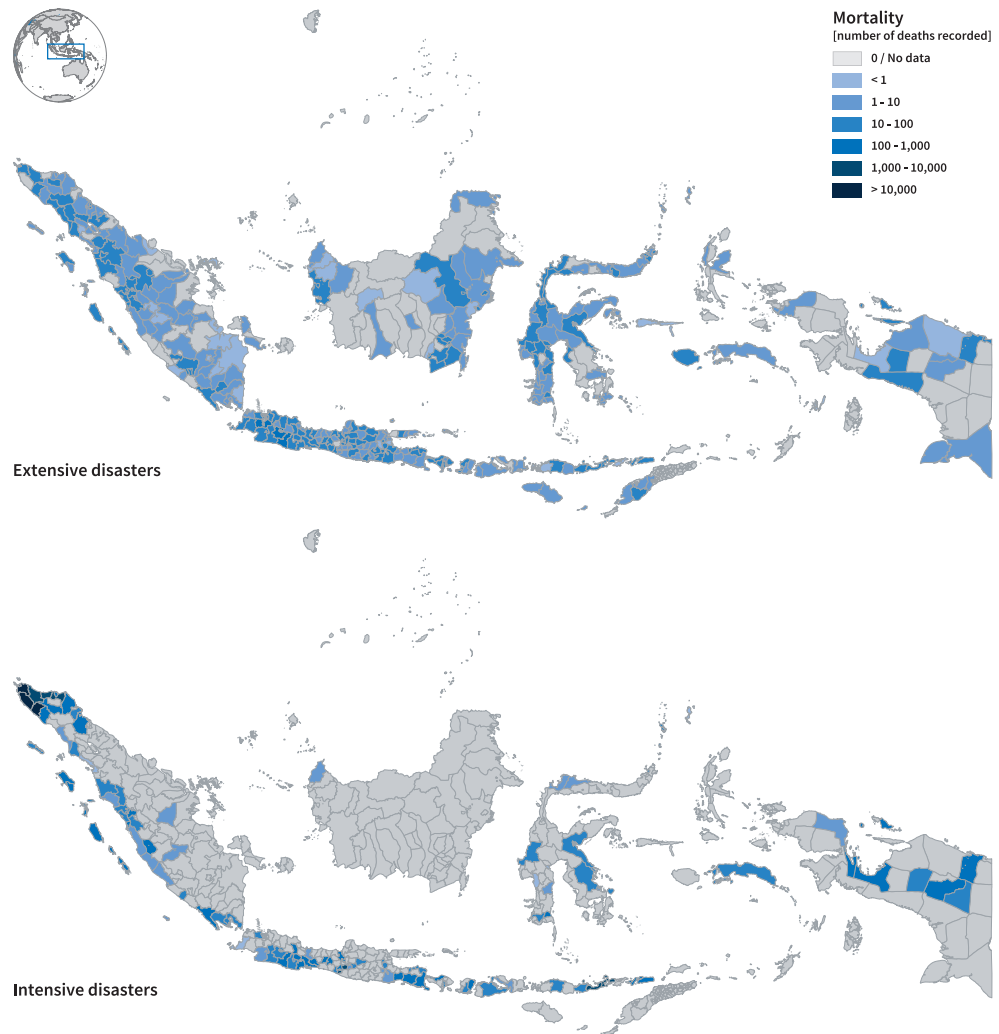 Mortality
[number of deaths recorded]
0 / No data
< 1
1 - 10
10 - 100
100 - 1,000
1,000 - 10,000
> 10,000
Extensive disasters
Intensive disasters